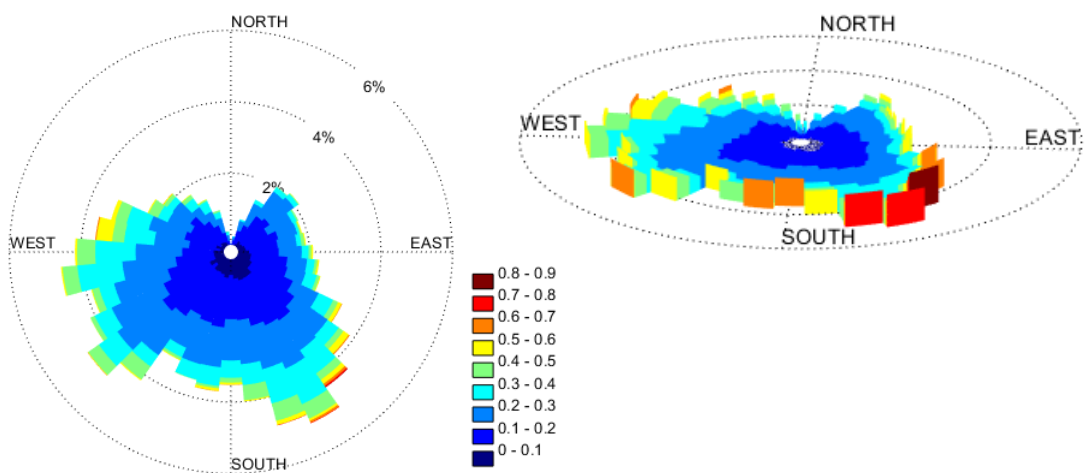 NORTH
6%
4%
2%
WEST
EAST
SOUTH
0.8 - 0.9
0.7 - 0.8
0.6 - 0.7
0.5 - 0.6
0.4 - 0.5
0.3 - 0.4
0.2 - 0.3
0.1 - 0.2
0 - 0.1
NORTH
WEST
EAST
SOUTH